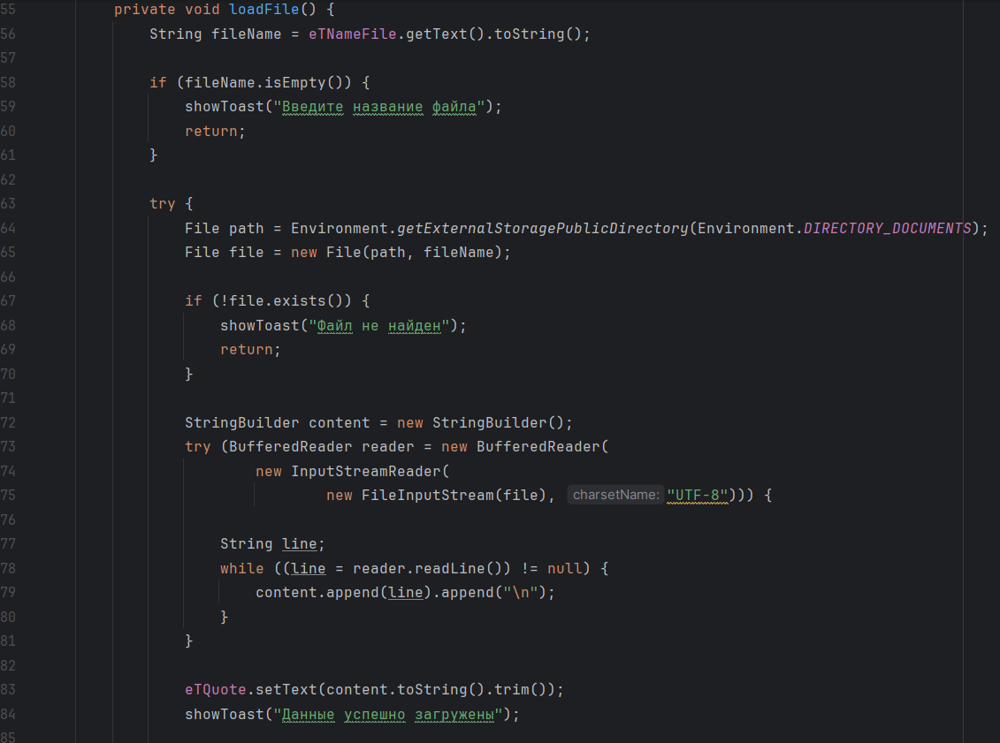 55 private void loadFile() {
56 String fileName = eTNameFile.getText().toString();
57
58 if (fileName.isEmpty()) {
59 showToast("Введите название файла");
60 return;
61 }
62
63 try {
64 File path = Environment.getExternalStoragePublicDirectory(Environment.DIRECTORY_DOCUMENTS);
65 File file = new File(path, fileName);
66
67 if (!file.exists()) {
68 showToast("Файл не найден");
69 return;
70 }
71
72 StringBuilder content = new StringBuilder();
73 try (BufferedReader reader = new BufferedReader(
74 new InputStreamReader(
75 new FileInputStream(file), charsetName: "UTF-8"))) {
76
77 String line;
78 while ((line = reader.readLine()) != null) {
79 content.append(line).append("\n");
80 }
81 }
82
83 eTQuote.setText(content.toString().trim());
84 showToast("Данные успешно загружены");
85